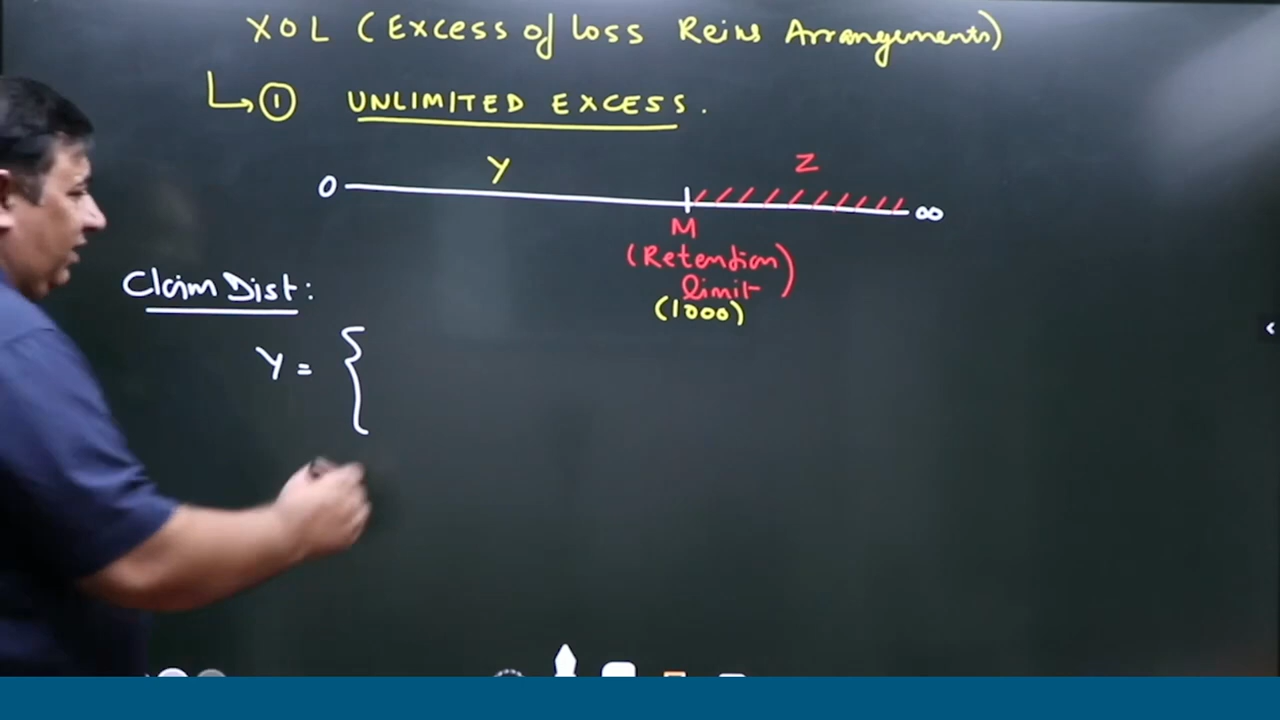 XOL (Excess of loss Reins Arrangements)
↳ ① UNLIMITED EXCESS.
Y Z
0 ∞
M
(Retention limit)
(1000)
Claim Dist:
Y = {